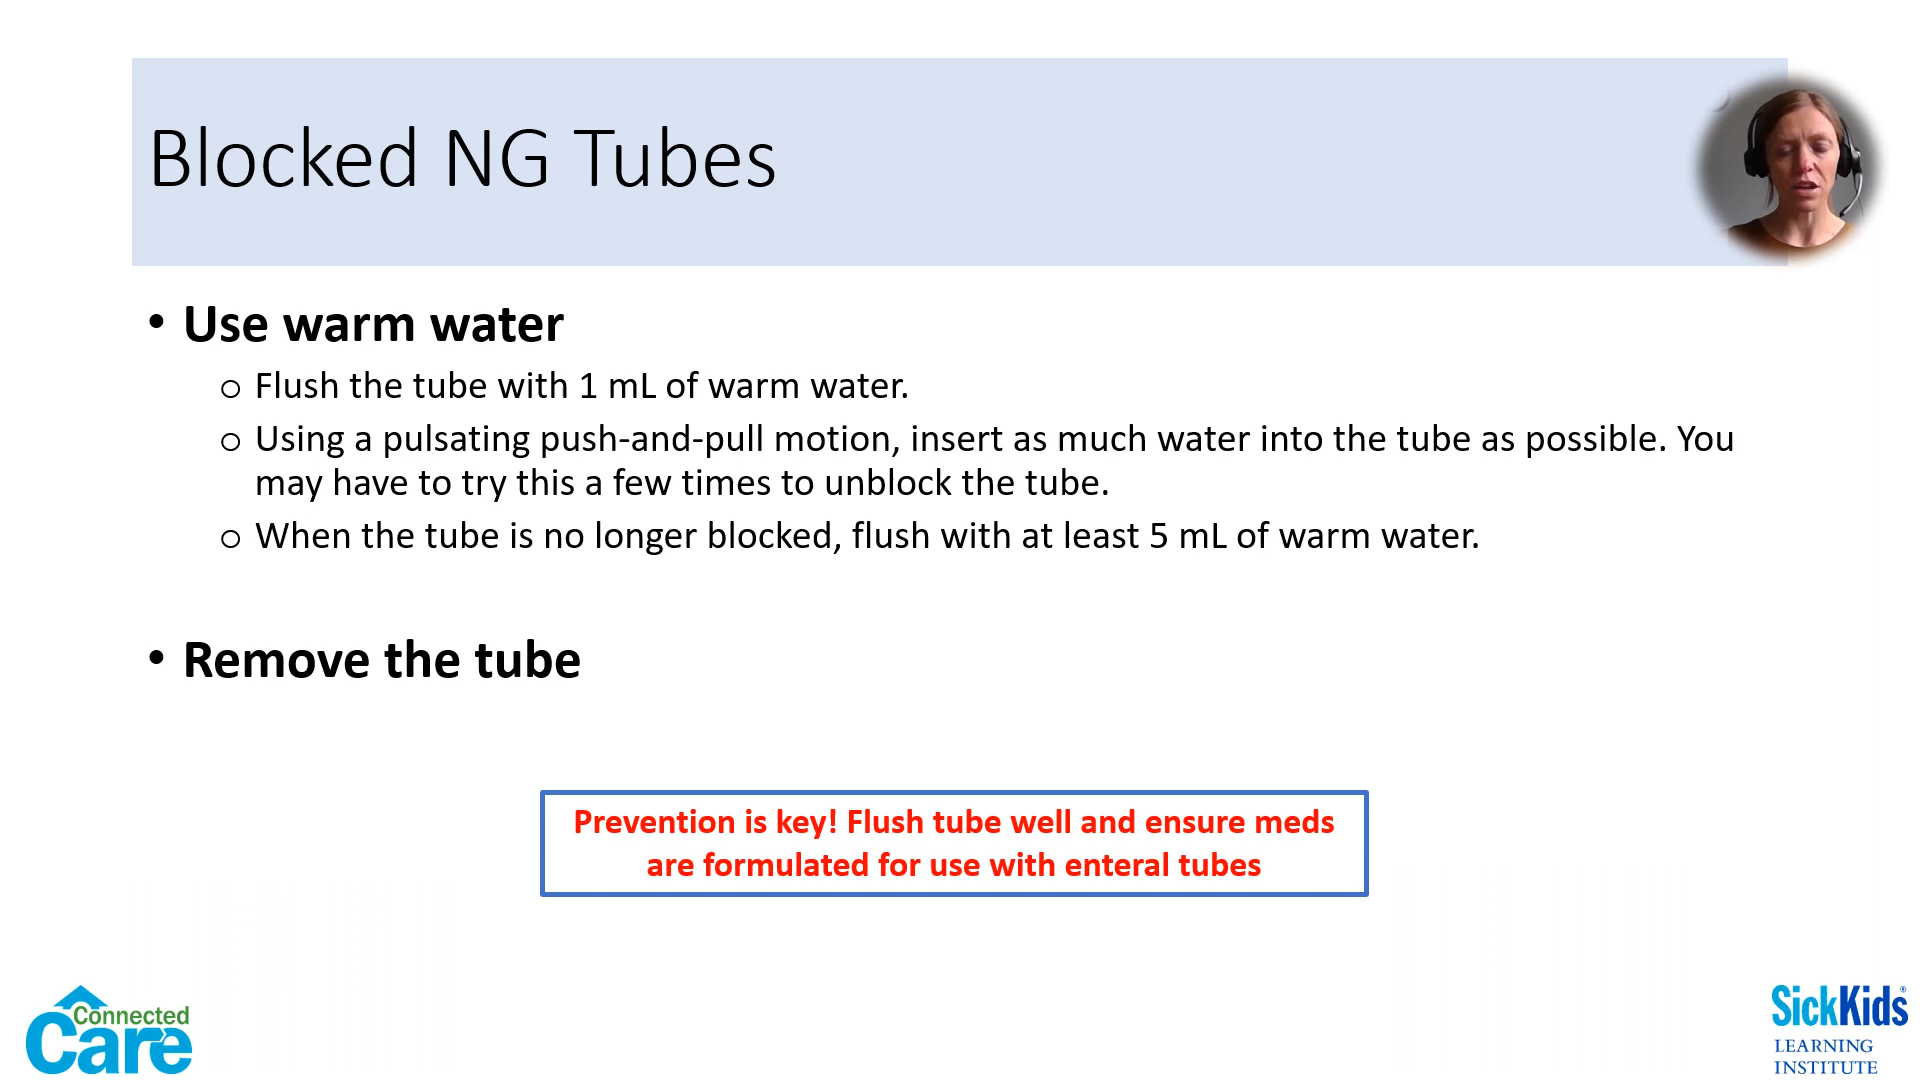 Blocked NG Tubes
• Use warm water
o Flush the tube with 1 mL of warm water.
o Using a pulsating push-and-pull motion, insert as much water into the tube as possible. You
may have to try this a few times to unblock the tube.
o When the tube is no longer blocked, flush with at least 5 mL of warm water.
• Remove the tube
Prevention is key! Flush tube well and ensure meds
are formulated for use with enteral tubes
Connected
Care
SickKids®
LEARNING
INSTITUTE